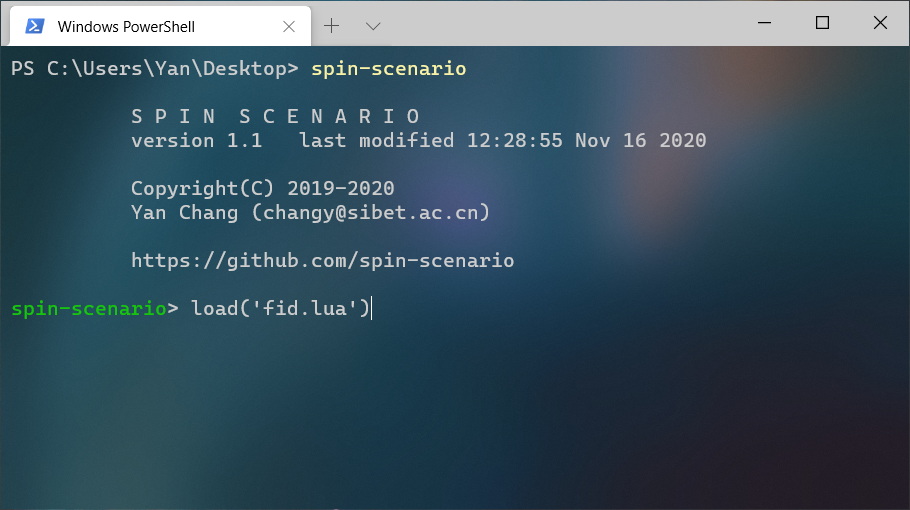 Windows PowerShell
PS C:\Users\Yan\Desktop> spin-scenario
S P I N  S C E N A R I O
version 1.1   last modified 12:28:55 Nov 16 2020
Copyright(C) 2019-2020
Yan Chang (changy@sibet.ac.cn)
https://github.com/spin-scenario
spin-scenario> load('fid.lua')